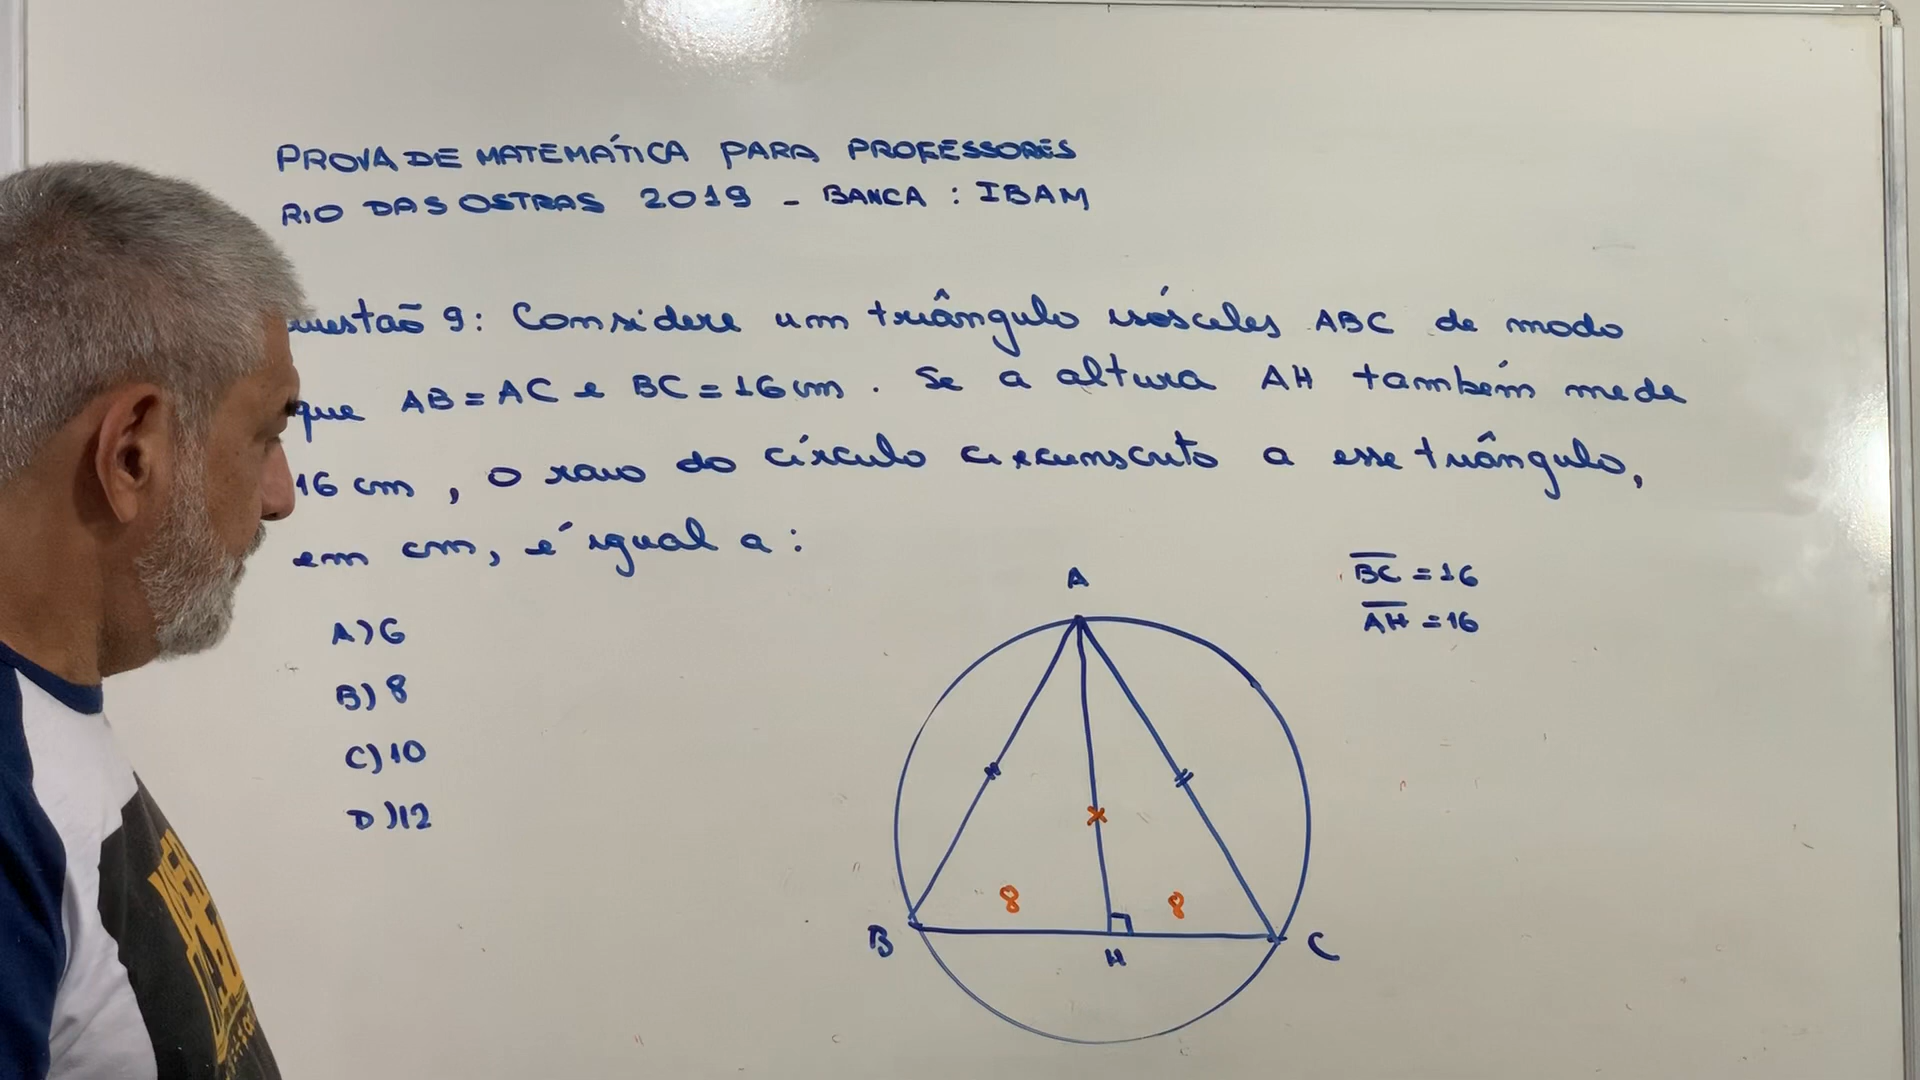 PROVA DE MATEMÁTICA PARA PROFESSORES
RIO DAS OSTRAS 2019 - BANCA : IBAM
uestão 9: Considere um triângulo isósceles ABC de modo
que AB = AC e BC = 16 cm . Se a altura AH também mede
16 cm , o raio do círculo circunscrito a esse triângulo,
em cm, é igual a :
A) 6
B) 8
C) 10
D) 12
BC = 16
AH = 16
A
8
8
B
H
C